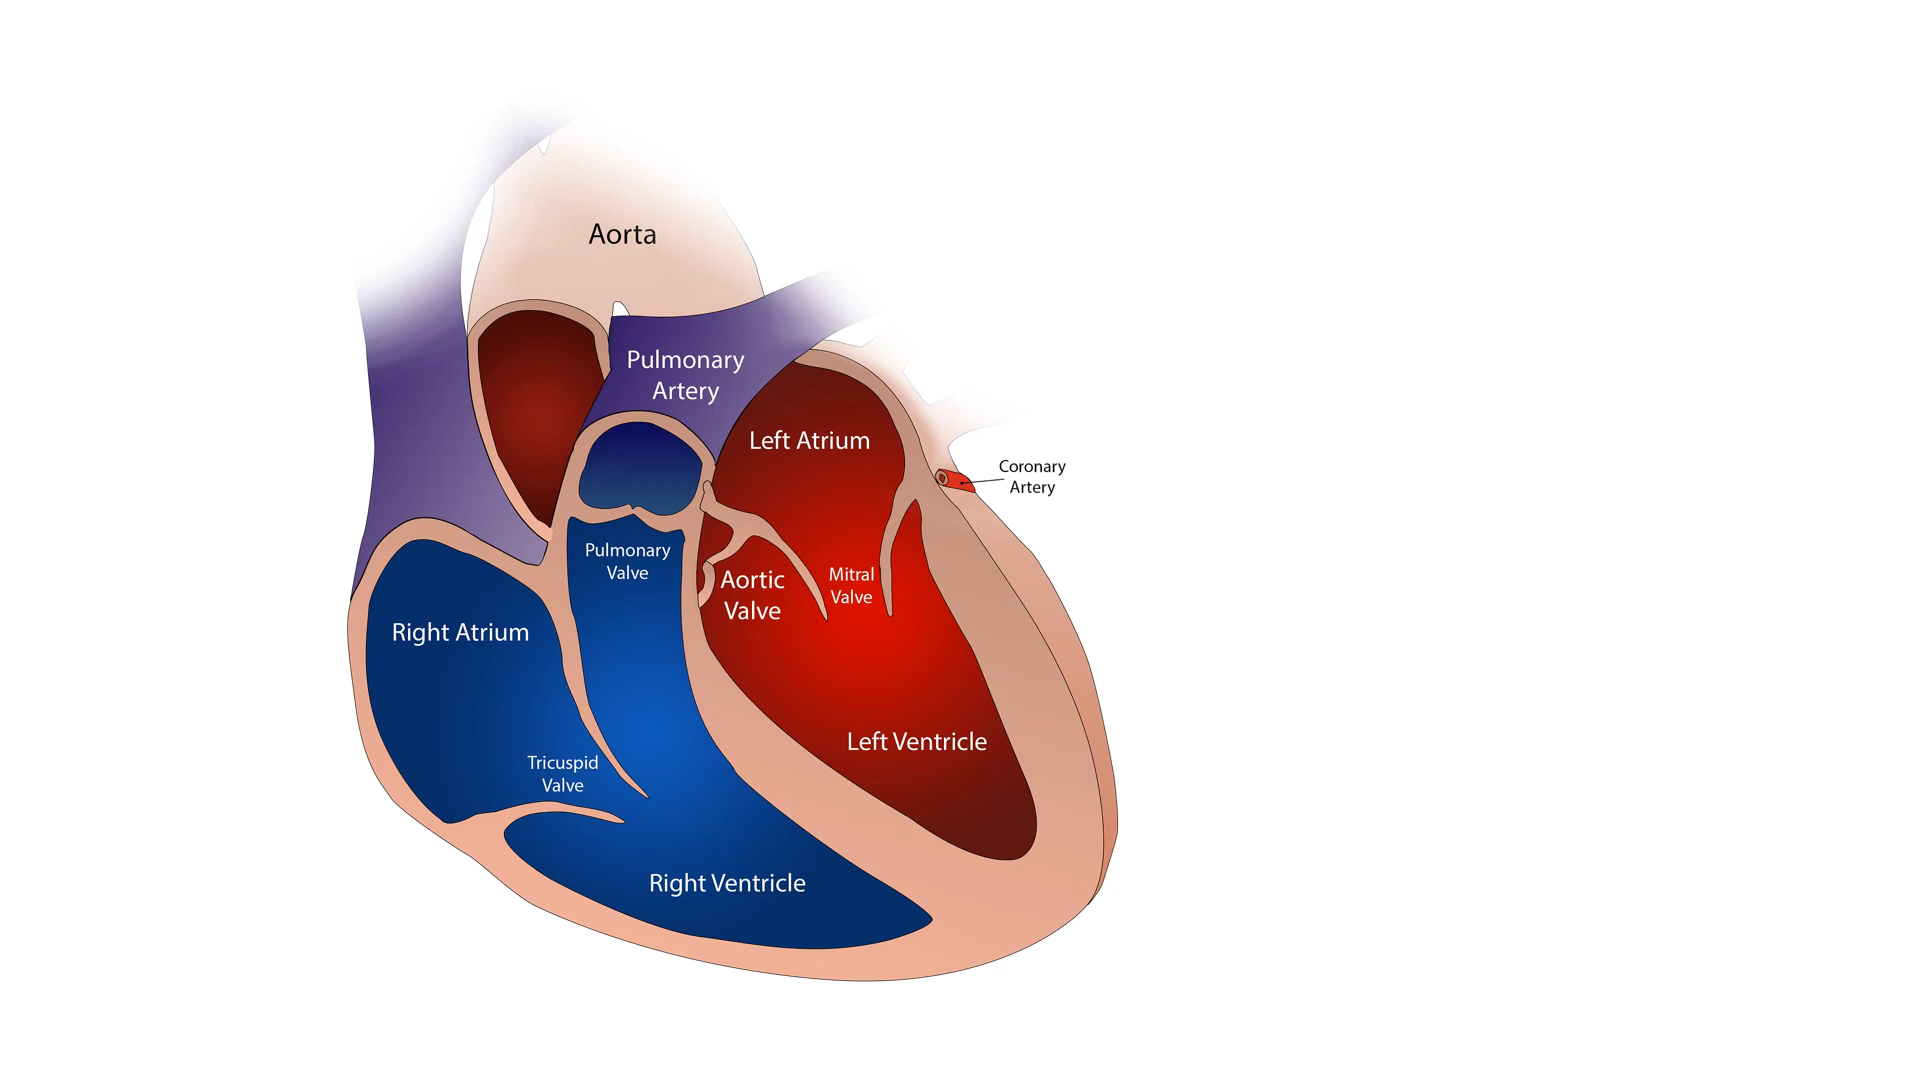 Aorta
Pulmonary
Artery
Left Atrium
Coronary
Artery
Pulmonary
Valve
Aortic
Valve
Mitral
Valve
Right Atrium
Tricuspid
Valve
Left Ventricle
Right Ventricle